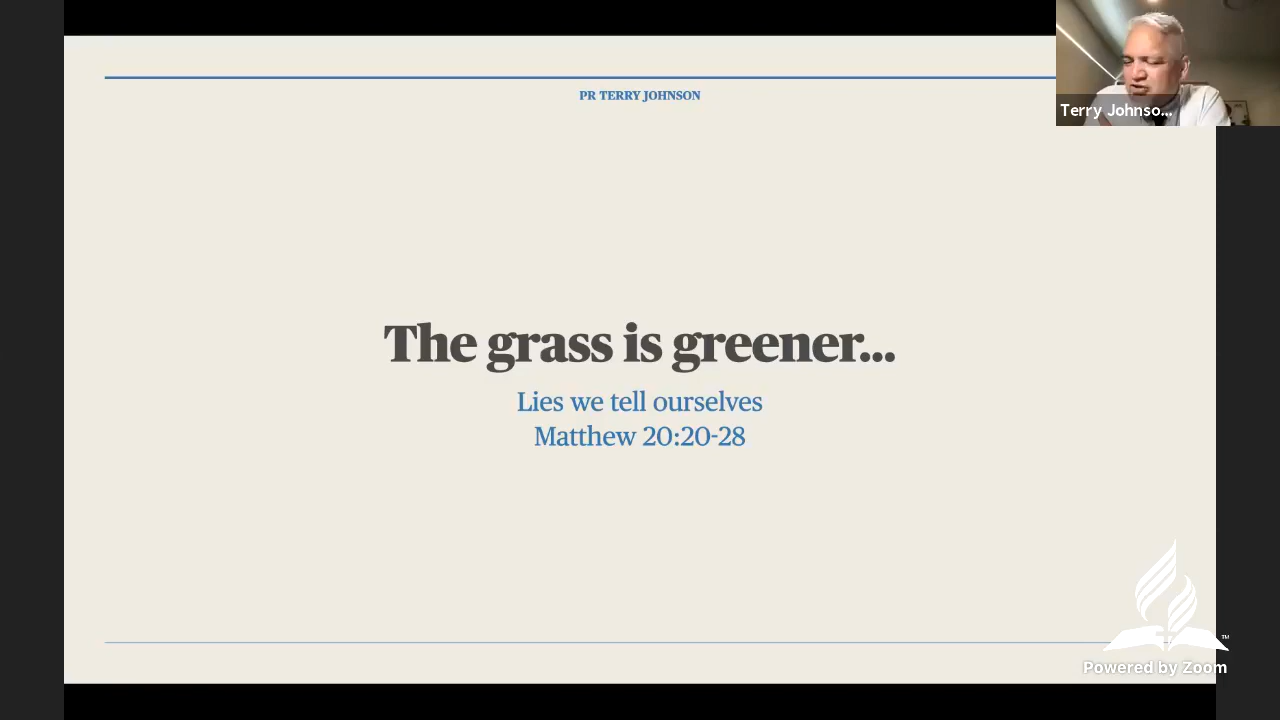 PR TERRY JOHNSON
Terry Johnso...
The grass is greener...
Lies we tell ourselves
Matthew 20:20-28
TM
Powered by Zoom